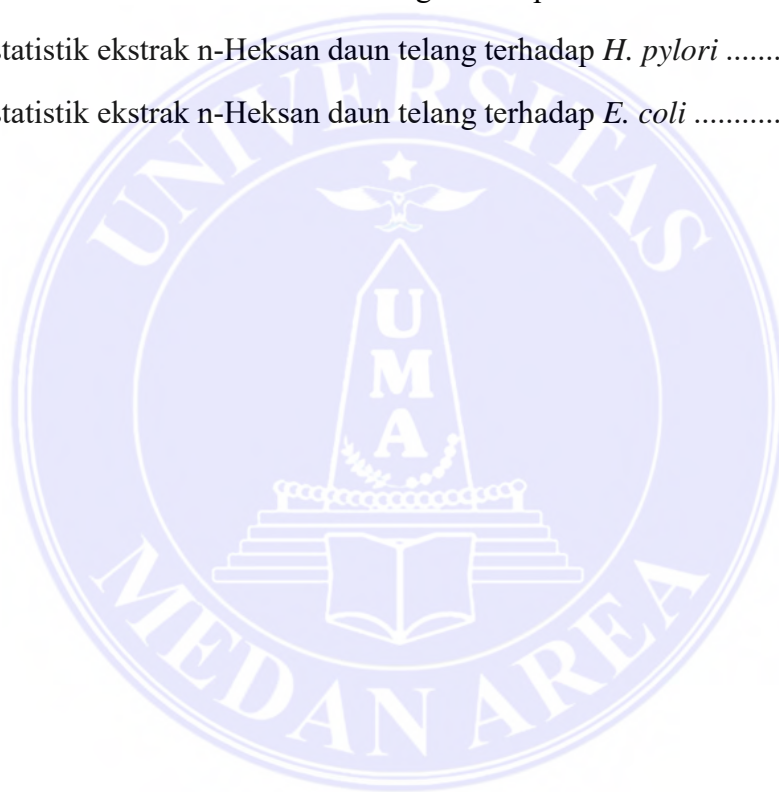 statistik ekstrak n-Heksan daun telang terhadap H. pylori ........
statistik ekstrak n-Heksan daun telang terhadap E. coli ............
UNIVERSITAS
U
M
A
MEDAN AREA